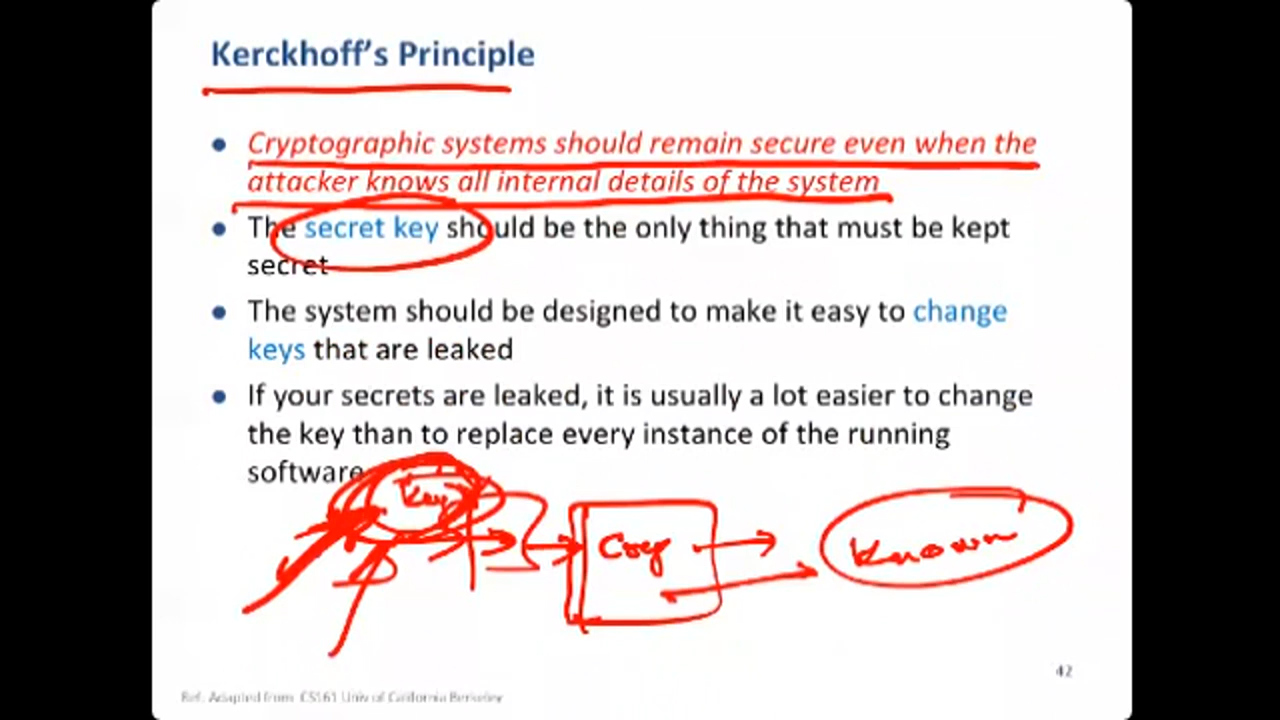 Kerckhoff's Principle
● Cryptographic systems should remain secure even when the
attacker knows all internal details of the system
● The secret key should be the only thing that must be kept
secret
● The system should be designed to make it easy to change
keys that are leaked
● If your secrets are leaked, it is usually a lot easier to change
the key than to replace every instance of the running
software
Key
Known
42
Ref: Adapted from: CS161 Univ of California Berkeley